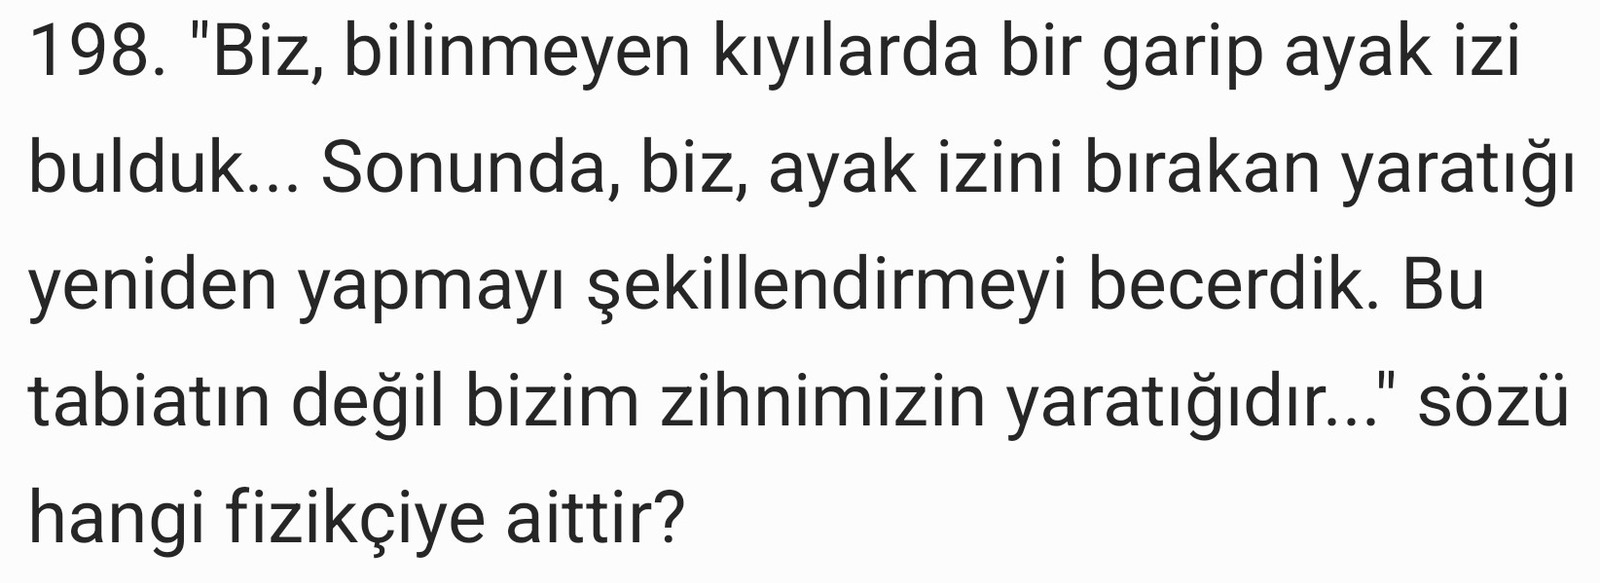 198. "Biz, bilinmeyen kıyılarda bir garip ayak izi
bulduk... Sonunda, biz, ayak izini bırakan yaratığı
yeniden yapmayı şekillendirmeyi becerdik. Bu
tabiatın değil bizim zihnimizin yaratığıdır..." sözü
hangi fizikçiye aittir?